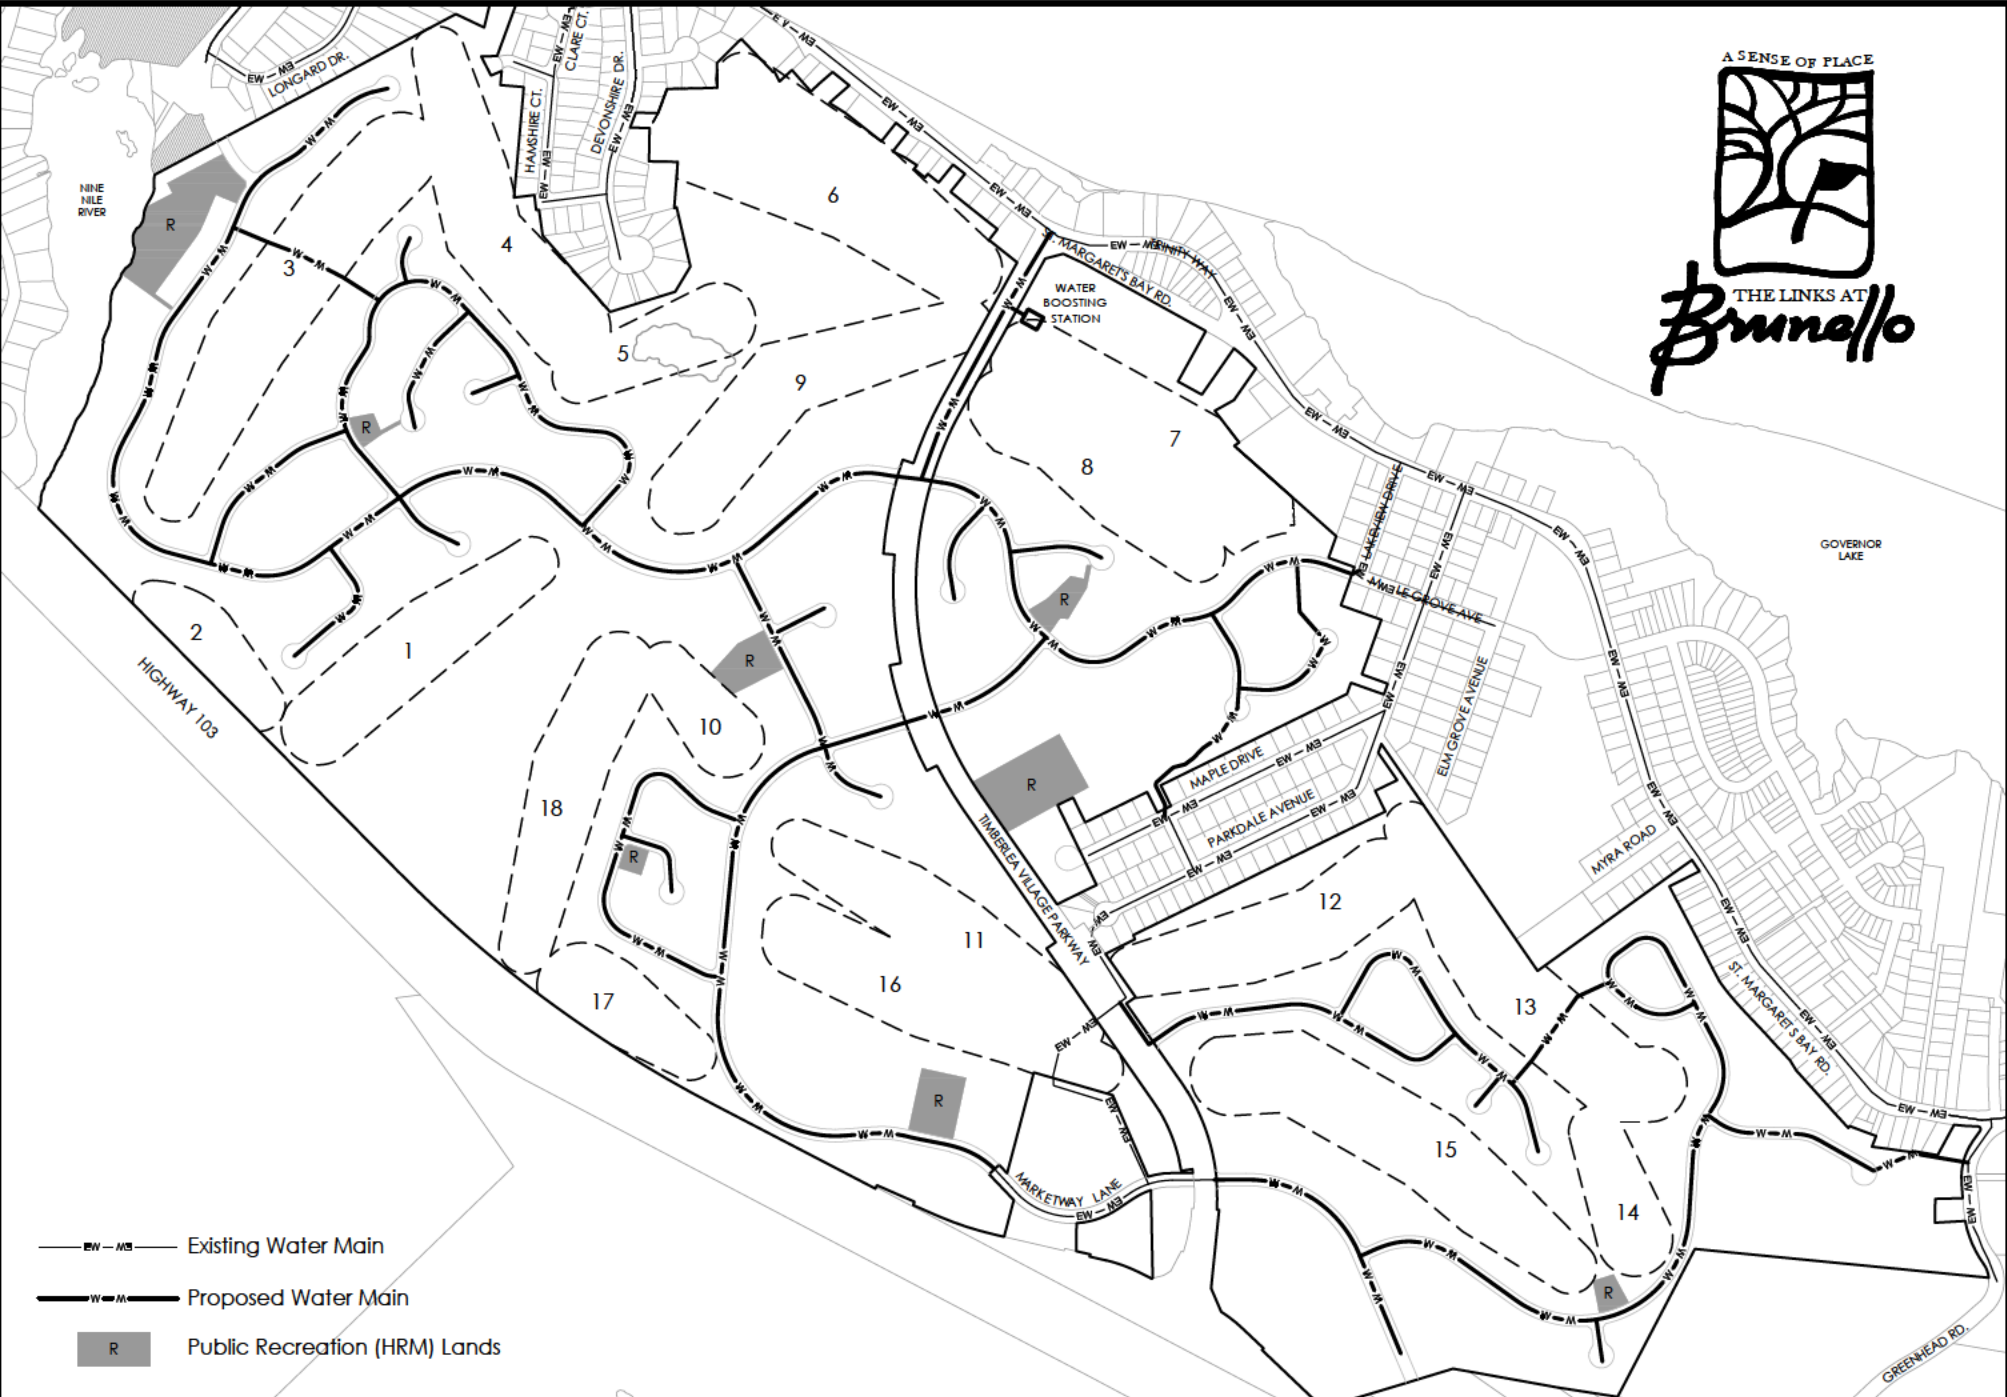 A SENSE OF PLACE
THE LINKS AT
Brunello
LONGARD DR.
CLARE CT.
DEVONSHIRE DR.
HAMSHIRE CT.
NINE
NILE
RIVER
R
3
4
6
5
9
ST. MARGARET'S BAY RD.
TRINITY WAY
WATER
BOOSTING
STATION
7
8
R
LAKEVIEW DRIVE
GOVERNOR
LAKE
R
GROVE AVE
2
1
HIGHWAY 103
R
10
ELM GROVE AVENUE
MAPLE DRIVE
PARKDALE AVENUE
R
18
TIMBERLEA VILLAGE PARKWAY
MYRA ROAD
R
12
11
16
17
13
ST. MARGARET'S BAY RD.
R
15
14
MARKETWAY LANE
R
GREENHEAD RD.
EW EW Existing Water Main
W W Proposed Water Main
R Public Recreation (HRM) Lands